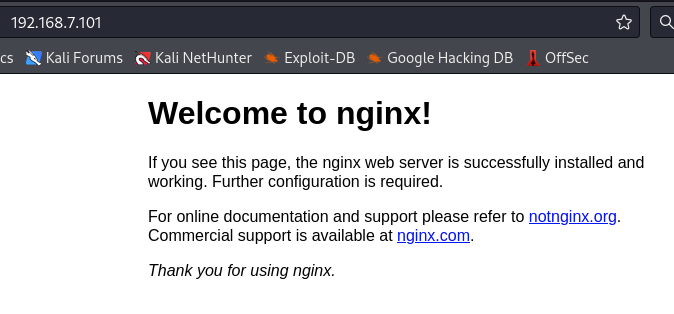 192.168.7.101
cs Kali Forums Kali NetHunter Exploit-DB Google Hacking DB OffSec
Welcome to nginx!
If you see this page, the nginx web server is successfully installed and
working. Further configuration is required.
For online documentation and support please refer to notnginx.org.
Commercial support is available at nginx.com.
Thank you for using nginx.